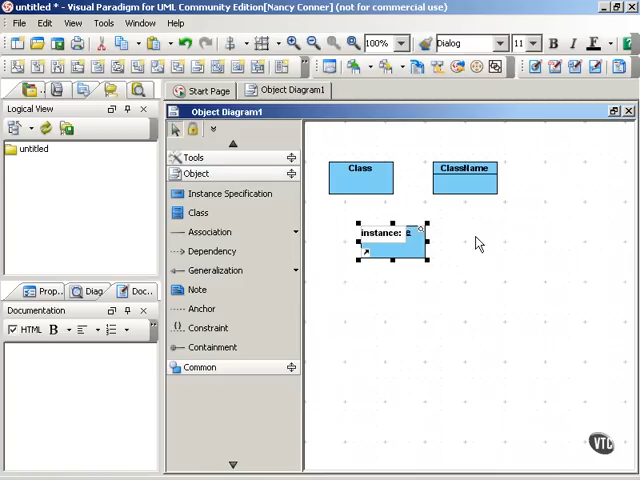 untitled * - Visual Paradigm for UML Community Edition[Nancy Conner] (not for commercial use)
File Edit View Tools Window Help
100% Dialog 11 B I
Start Page Object Diagram1
Logical View
Object Diagram1
untitled
Tools
Object
Instance Specification
Class
Association
Dependency
Generalization
Note
Anchor
Constraint
Containment
Common
Class
ClassName
instance:
Prop... Diag Doc...
Documentation
HTML B
VTC